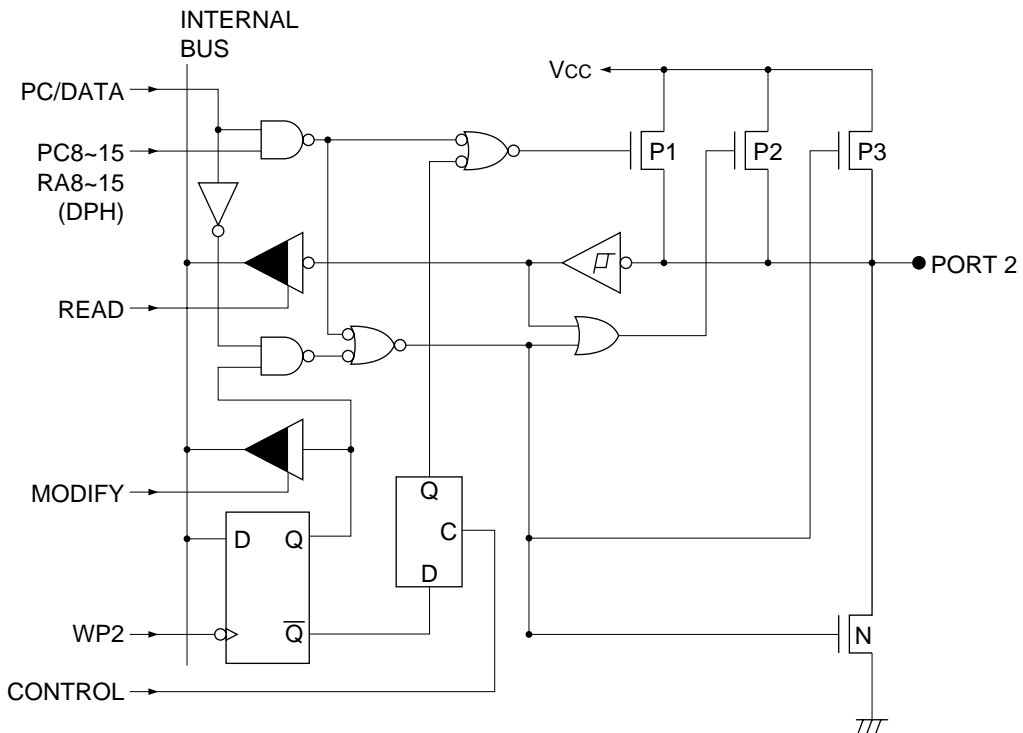 INTERNAL
BUS
VCC
PC/DATA
PC8~15
RA8~15
(DPH)
P1
P2
P3
PORT 2
READ
MODIFY
Q
C
D
D
Q
Q̅
WP2
N
CONTROL